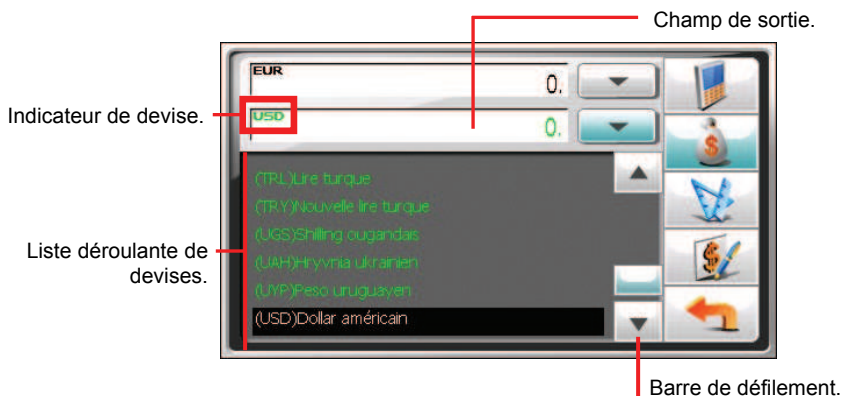 Champ de sortie.
EUR
0.
Indicateur de devise.
USD
0.
(TRL)Lire turque
(TRY)Nouvelle lire turque
(UGS)Shilling ougandais
(UAH)Hryvnia ukrainien
(UYP)Peso uruguayen
(USD)Dollar américain
Liste déroulante de
devises.
Barre de défilement.